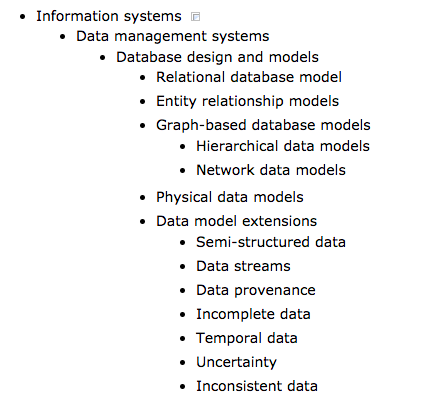 Information systems
Data management systems
Database design and models
Relational database model
Entity relationship models
Graph-based database models
Hierarchical data models
Network data models
Physical data models
Data model extensions
Semi-structured data
Data streams
Data provenance
Incomplete data
Temporal data
Uncertainty
Inconsistent data